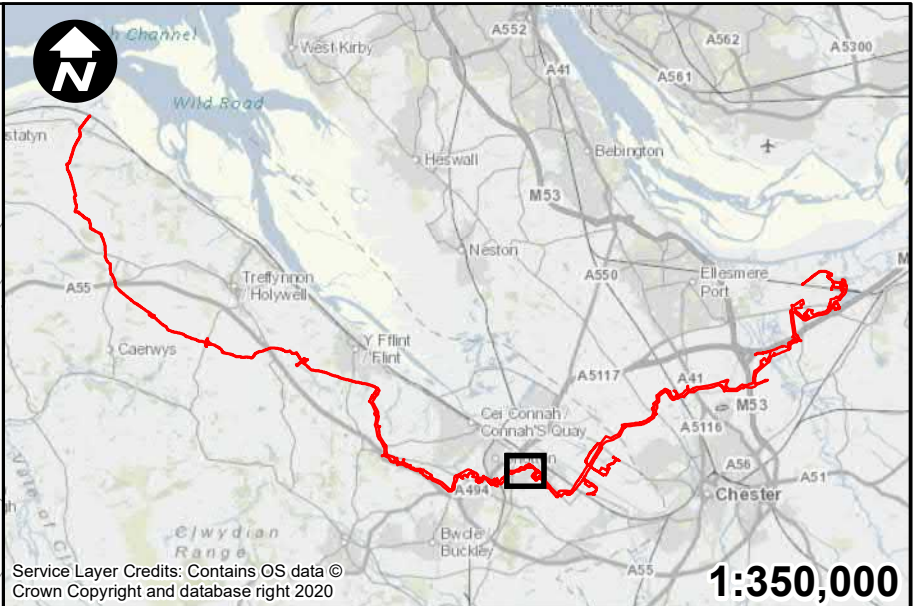 N
h Channel
West Kirby
A552
A562
A5300
A41
A561
Wild Road
statyn
Heswall
Bebington
M53
Neston
A550
Ellesmere
Port
M
Treffynnon
Holywell
A55
Caerwys
Y Fflint
Flint
A5117
A41
M53
Cei Connah
Connah'S Quay
A5116
A56
A51
Chester
A494
Clwydian
Range
Bwcle
Buckley
A55
Service Layer Credits: Contains OS data ©
Crown Copyright and database right 2020
1:350,000